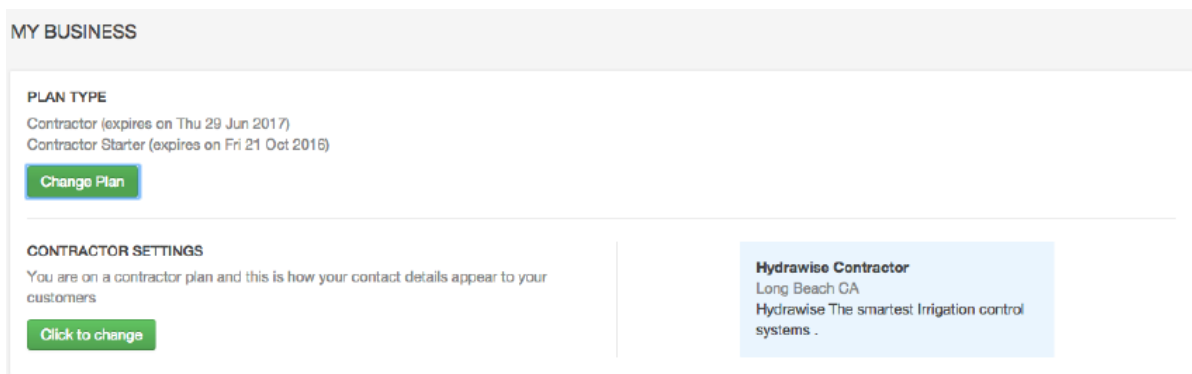 MY BUSINESS
PLAN TYPE
Contractor (expires on Thu 29 Jun 2017)
Contractor Starter (expires on Fri 21 Oct 2016)
Change Plan
CONTRACTOR SETTINGS
You are on a contractor plan and this is how your contact details appear to your
customers
Click to change
Hydrawise Contractor
Long Beach CA
Hydrawise The smartest Irrigation control
systems .